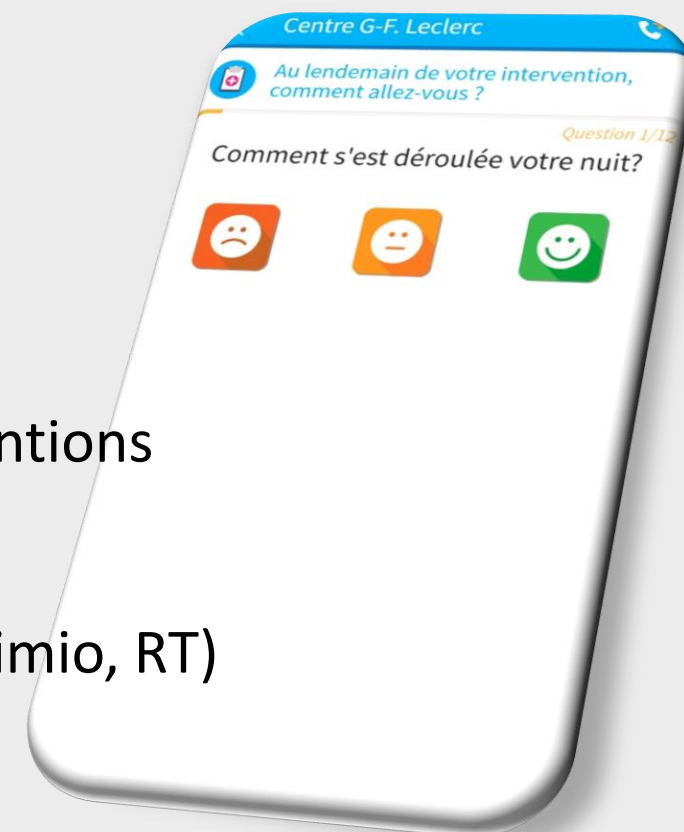 Centre G-F. Leclerc
Au lendemain de votre intervention,
comment allez-vous ?
Question 1/12
Comment s'est déroulée votre nuit?
ntions
imio, RT)